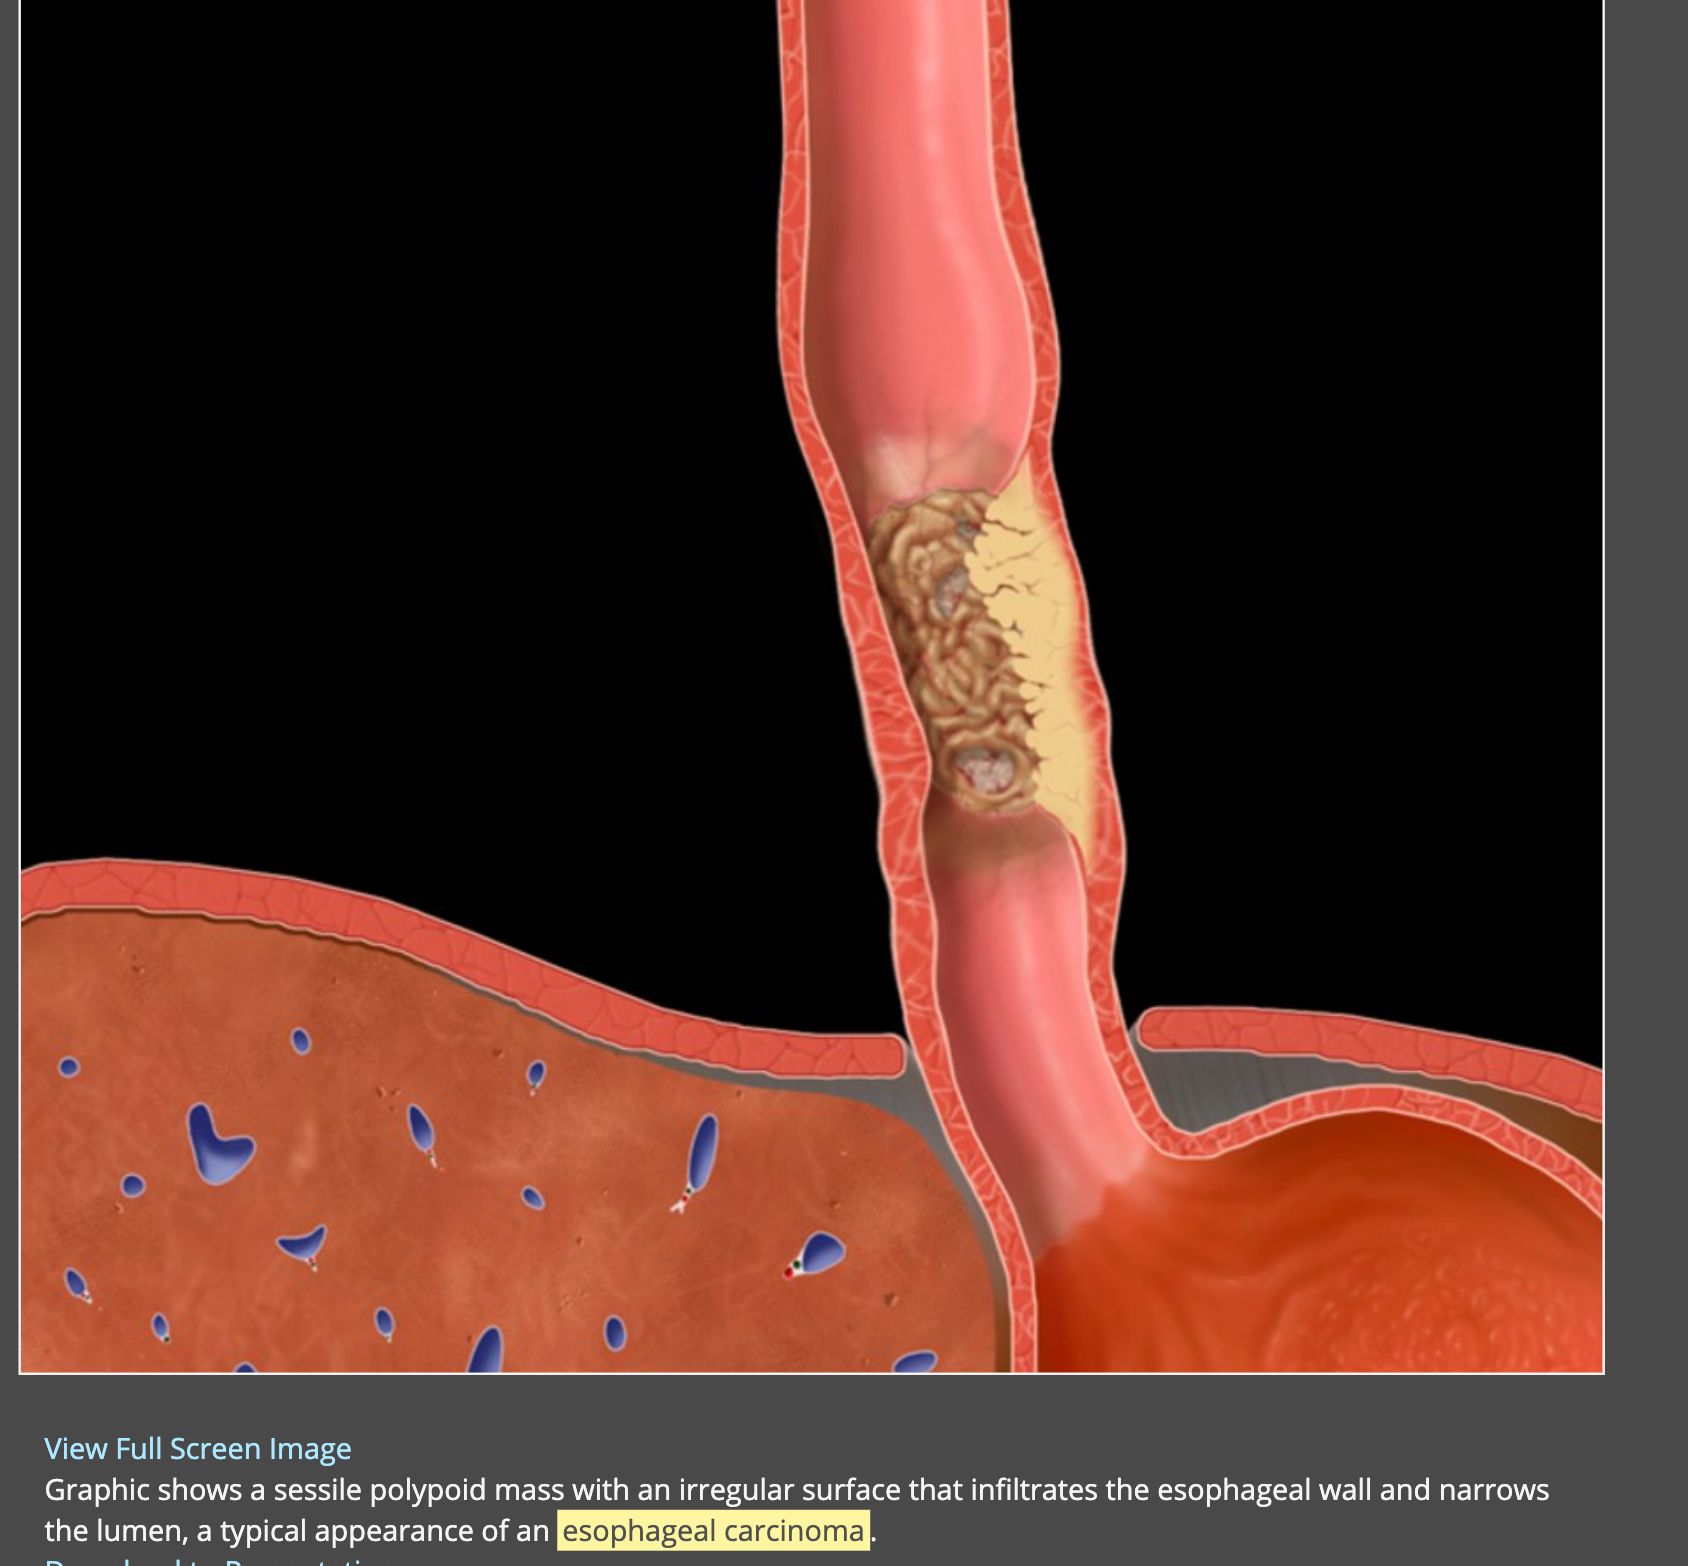 View Full Screen Image
Graphic shows a sessile polypoid mass with an irregular surface that infiltrates the esophageal wall and narrows
the lumen, a typical appearance of an esophageal carcinoma.